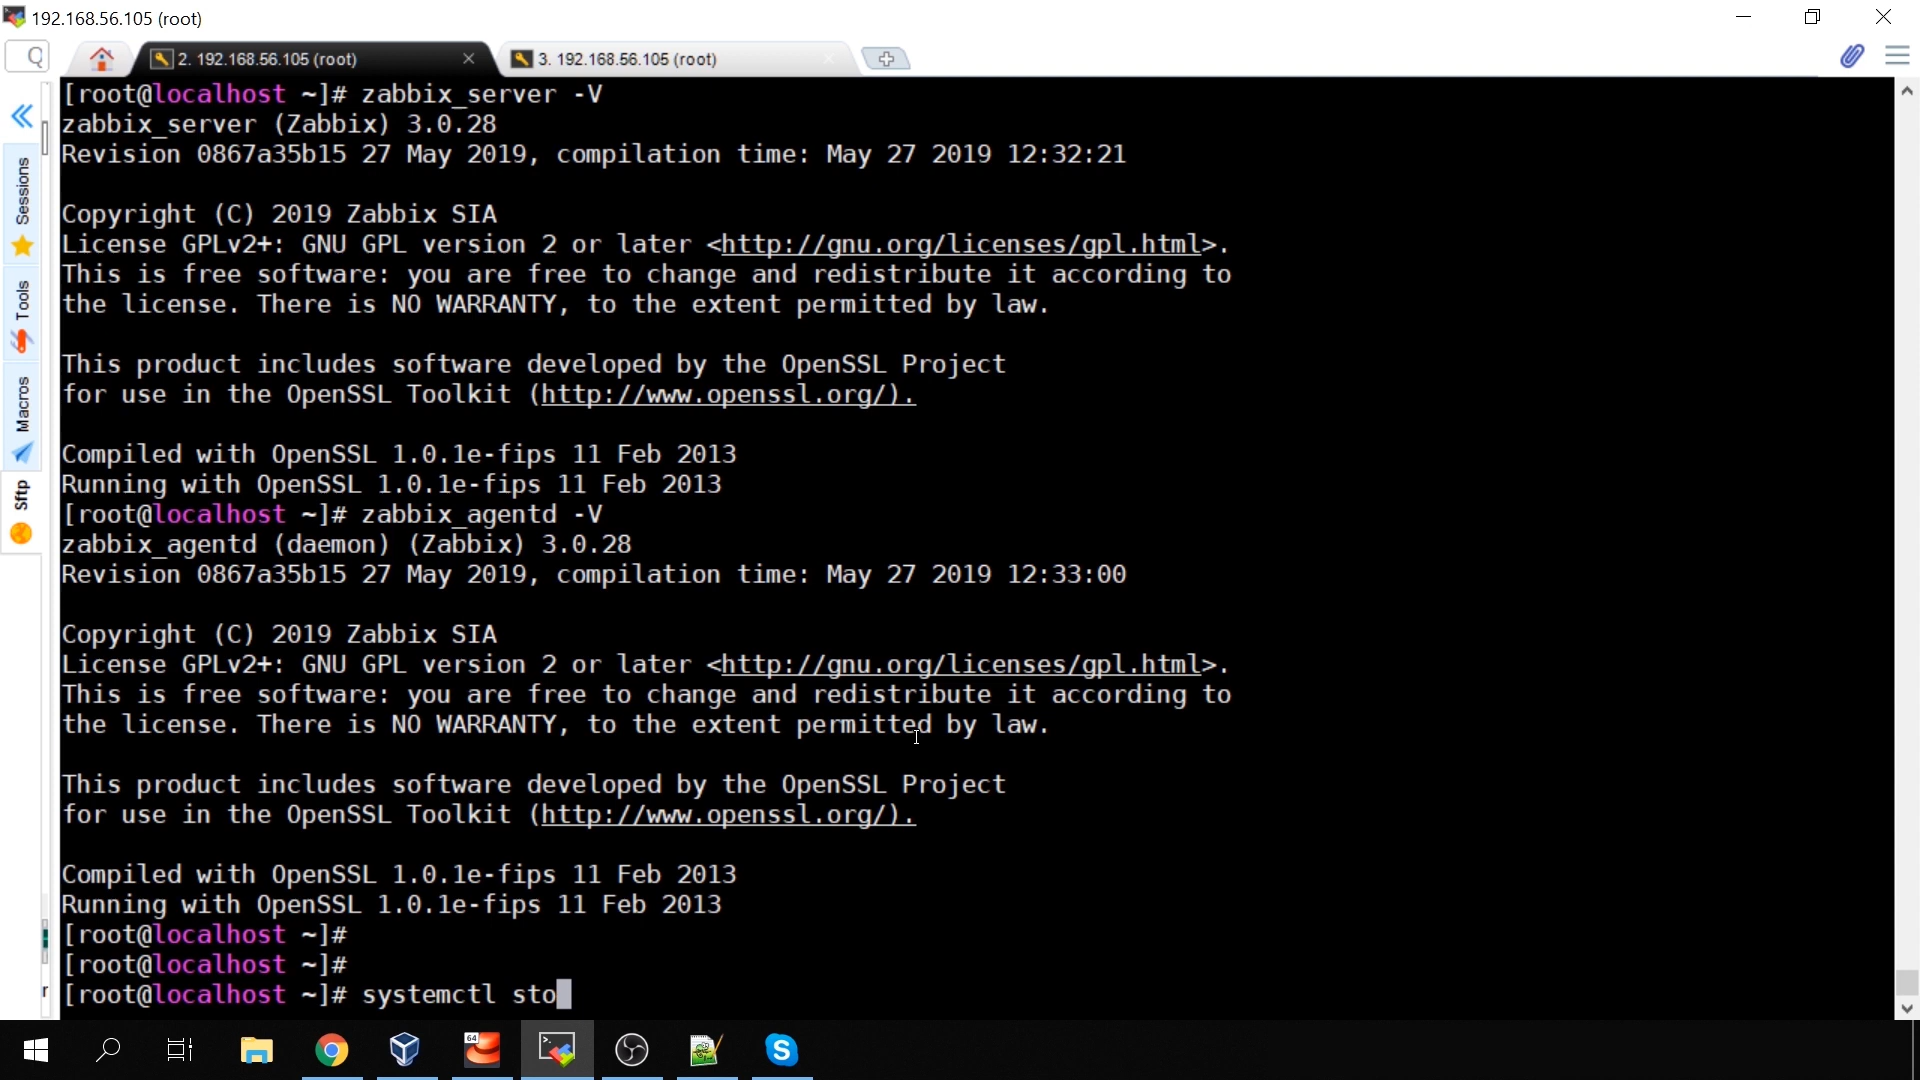 192.168.56.105 (root)
2. 192.168.56.105 (root)
3. 192.168.56.105 (root)
Sessions
Tools
Macros
Sftp
[root@localhost ~]# zabbix_server -V
zabbix_server (Zabbix) 3.0.28
Revision 0867a35b15 27 May 2019, compilation time: May 27 2019 12:32:21
Copyright (C) 2019 Zabbix SIA
License GPLv2+: GNU GPL version 2 or later <http://gnu.org/licenses/gpl.html>.
This is free software: you are free to change and redistribute it according to
the license. There is NO WARRANTY, to the extent permitted by law.
This product includes software developed by the OpenSSL Project
for use in the OpenSSL Toolkit (http://www.openssl.org/).
Compiled with OpenSSL 1.0.1e-fips 11 Feb 2013
Running with OpenSSL 1.0.1e-fips 11 Feb 2013
[root@localhost ~]# zabbix_agentd -V
zabbix_agentd (daemon) (Zabbix) 3.0.28
Revision 0867a35b15 27 May 2019, compilation time: May 27 2019 12:33:00
Copyright (C) 2019 Zabbix SIA
License GPLv2+: GNU GPL version 2 or later <http://gnu.org/licenses/gpl.html>.
This is free software: you are free to change and redistribute it according to
the license. There is NO WARRANTY, to the extent permitted by law.
This product includes software developed by the OpenSSL Project
for use in the OpenSSL Toolkit (http://www.openssl.org/).
Compiled with OpenSSL 1.0.1e-fips 11 Feb 2013
Running with OpenSSL 1.0.1e-fips 11 Feb 2013
[root@localhost ~]#
[root@localhost ~]#
[root@localhost ~]# systemctl sto
r
64